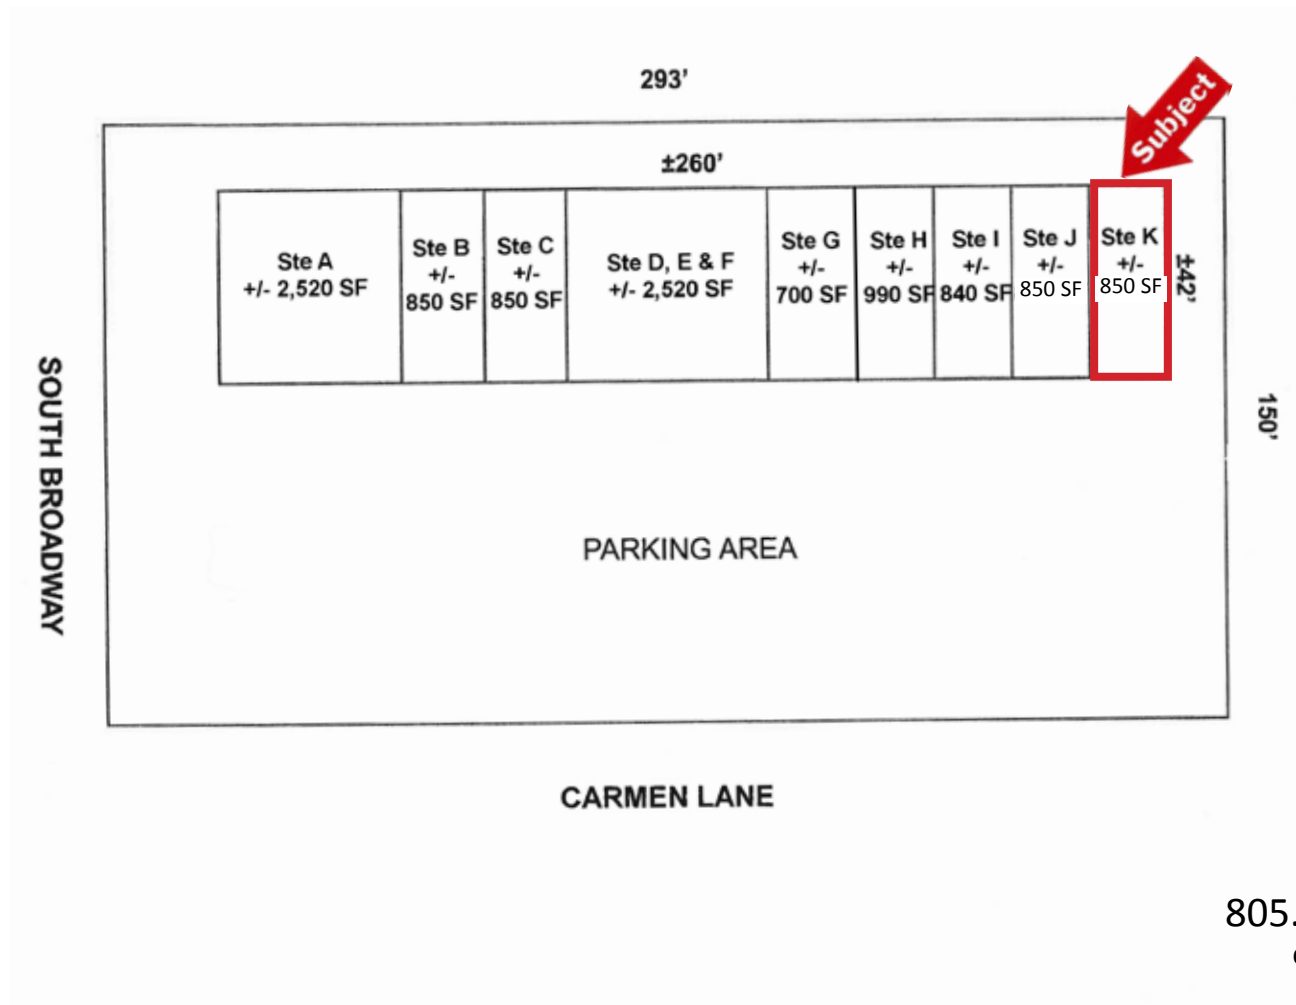 293'
Subject
±260'
Ste A
+/- 2,520 SF
Ste B
+/-
850 SF
Ste C
+/-
850 SF
Ste D, E & F
+/- 2,520 SF
Ste G
+/-
700 SF
Ste H
+/-
990 SF
Ste I
+/-
840 SF
Ste J
+/-
850 SF
Ste K
+/-
850 SF
±42'
150'
SOUTH BROADWAY
PARKING AREA
CARMEN LANE
805.